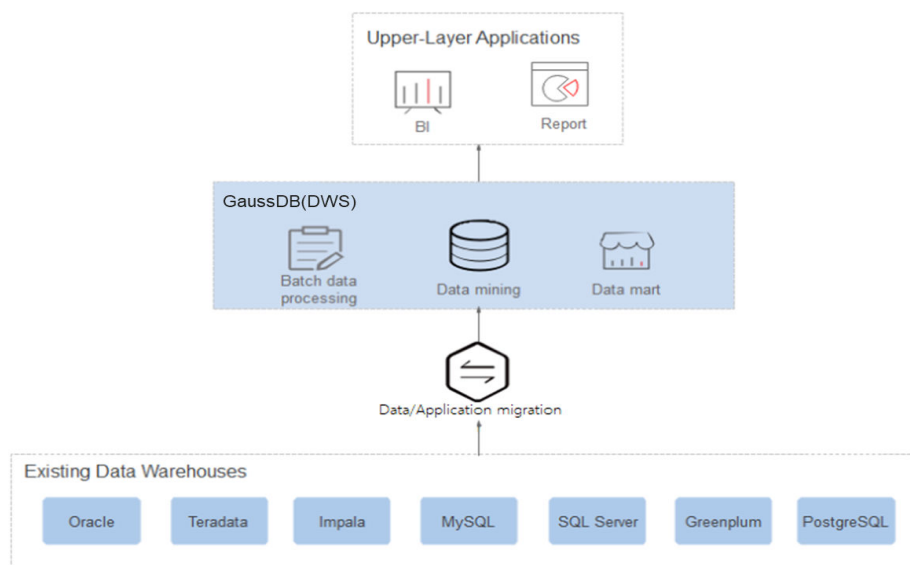 Upper-Layer Applications
BI
Report
GaussDB(DWS)
Batch data
processing
Data mining
Data mart
Data/Application migration
Existing Data Warehouses
Oracle
Teradata
Impala
MySQL
SQL Server
Greenplum
PostgreSQL